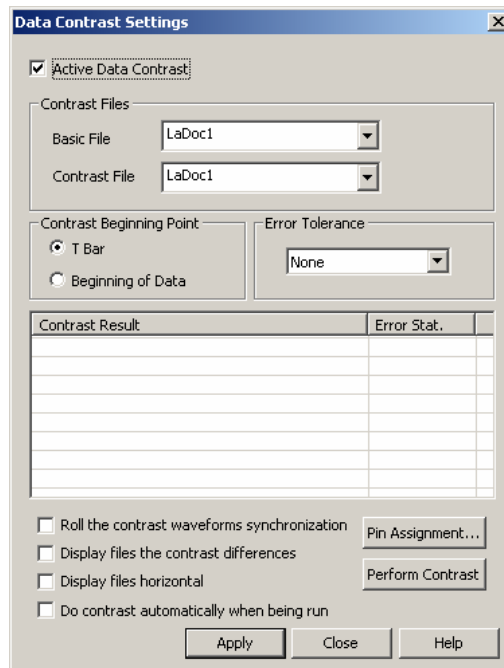 Data Contrast Settings
Active Data Contrast
Contrast Files
Basic File
LaDoc1
Contrast File
LaDoc1
Contrast Beginning Point
T Bar
Beginning of Data
Error Tolerance
None
Contrast Result
Error Stat.
Roll the contrast waveforms synchronization
Display files the contrast differences
Display files horizontal
Do contrast automatically when being run
Pin Assignment...
Perform Contrast
Apply
Close
Help